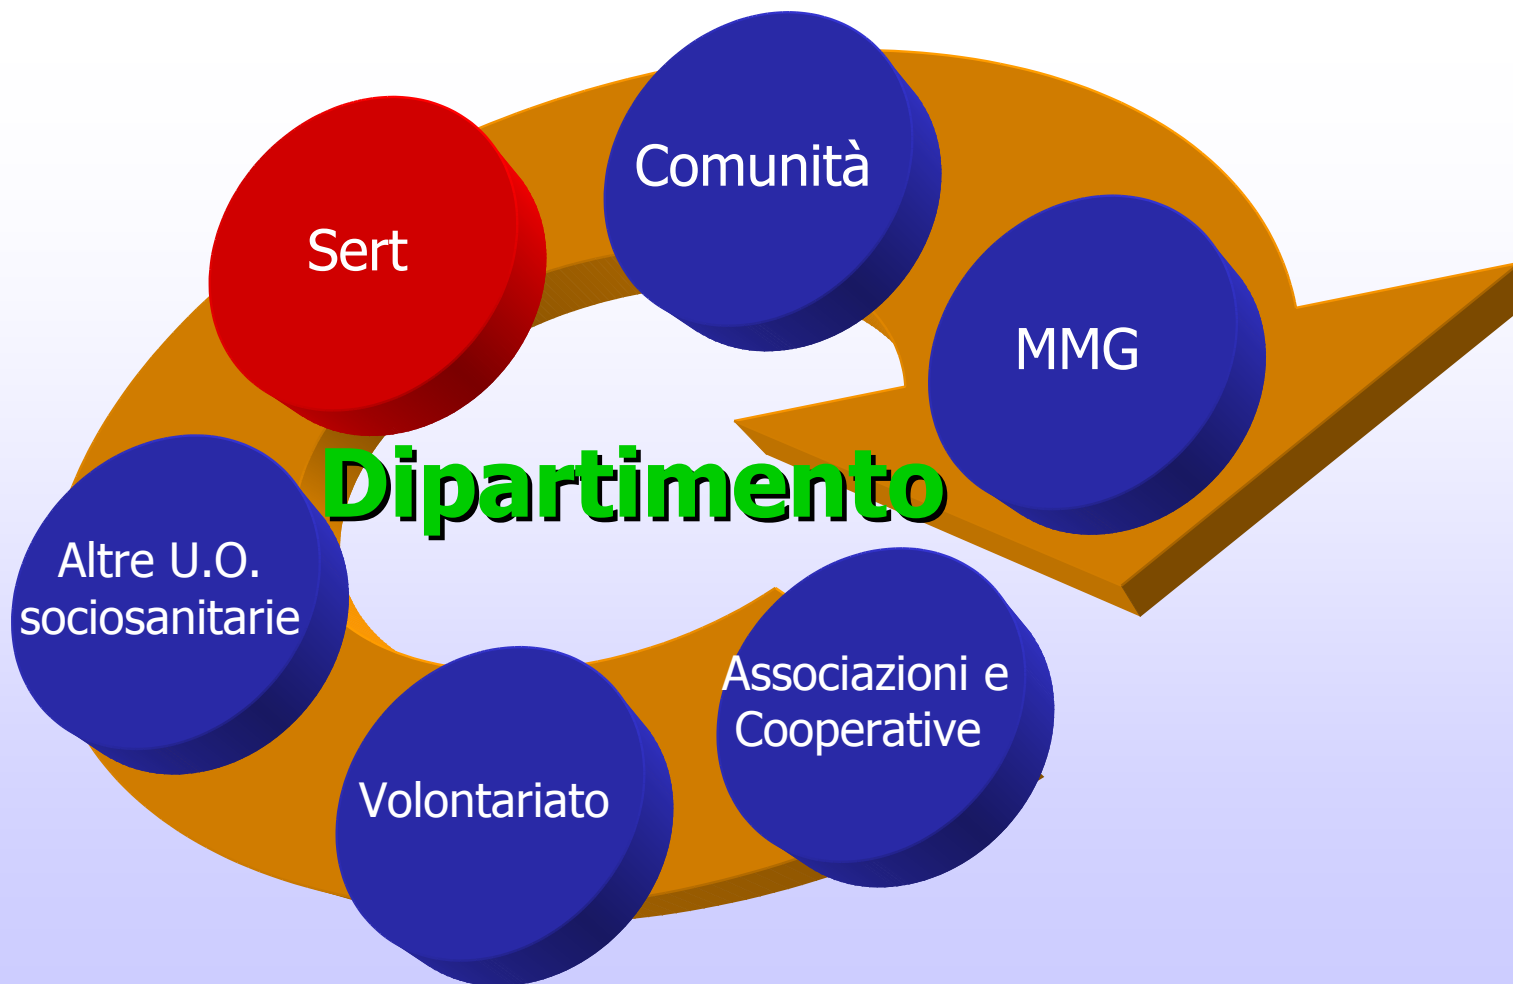 Comunità
Sert
MMG
Dipartimento
Altre U.O.
sociosanitarie
Associazioni e
Cooperative
Volontariato